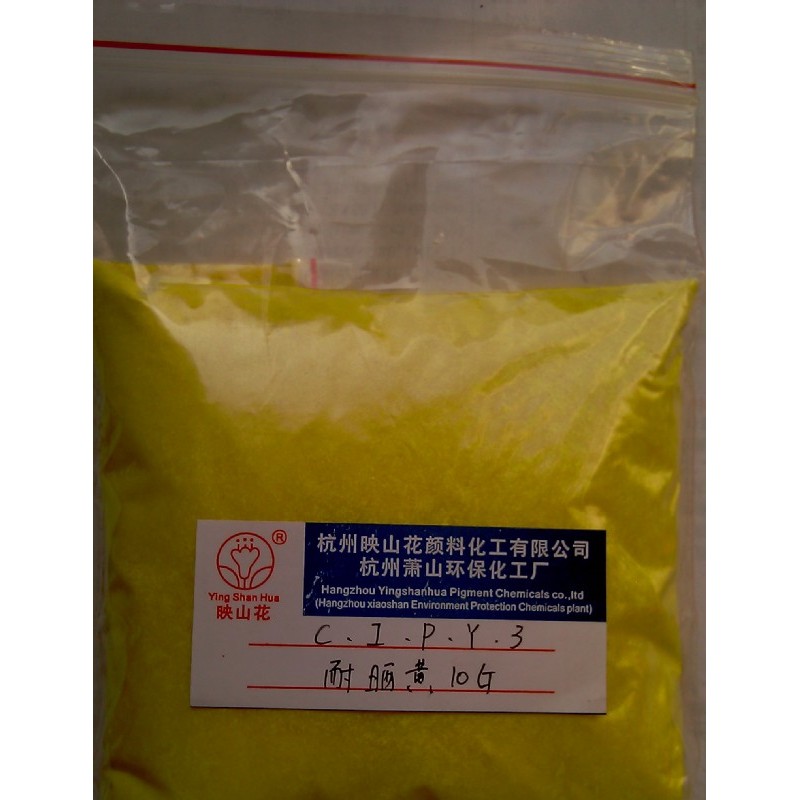 ®
Ying Shan Hua
映山花
杭州映山花颜料化工有限公司
杭州萧山环保化工厂
Hangzhou Yingshanhua Pigment Chemicals co.,ltd
(Hangzhou xiaoshan Environment Protection Chemicals plant)
C.I.P.Y.3
耐晒黄10G